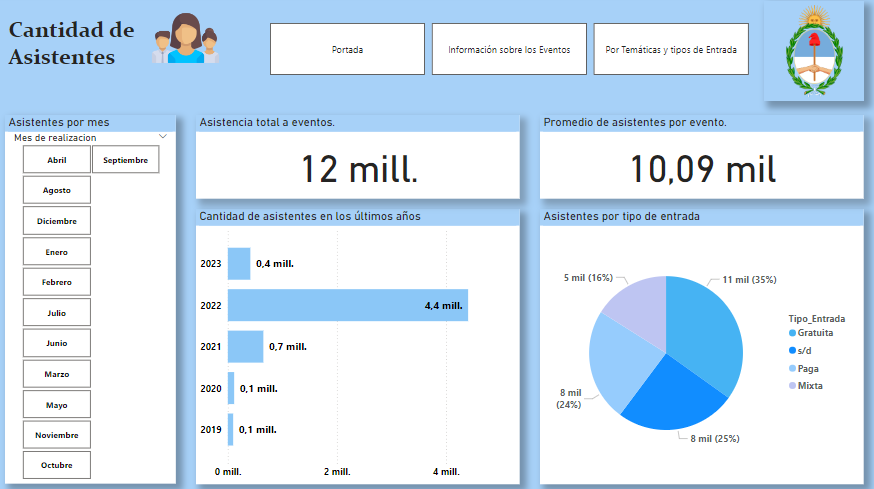 Cantidad de
Asistentes
Portada
Información sobre los Eventos
Por Temáticas y tipos de Entrada
Asistentes por mes
Mes de realizacion
Abril
Septiembre
Agosto
Diciembre
Enero
Febrero
Julio
Junio
Marzo
Mayo
Noviembre
Octubre
Asistencia total a eventos.
12 mill.
Promedio de asistentes por evento.
10,09 mil
Cantidad de asistentes en los últimos años
2023
0,4 mill.
2022
4,4 mill.
2021
0,7 mill.
2020
0,1 mill.
2019
0,1 mill.
0 mill.
2 mill.
4 mill.
Asistentes por tipo de entrada
5 mil (16%)
11 mil (35%)
8 mil
(24%)
8 mil (25%)
Tipo_Entrada
Gratuita
s/d
Paga
Mixta